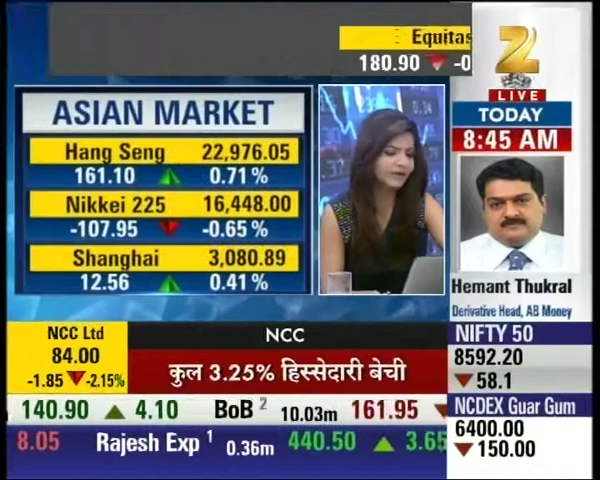 Equitas
180.90 -0
LIVE
TODAY
8:45 AM
ASIAN MARKET
Hang Seng 22,976.05
161.10 0.71%
Nikkei 225 16,448.00
-107.95 -0.65%
Shanghai 3,080.89
12.56 0.41%
Hemant Thukral
Derivative Head, AB Money
NCC Ltd
84.00
-1.85 -2.15%
NCC
कुल 3.25% हिस्सेदारी बेची
NIFTY 50
8592.20
58.1
NCDEX Guar Gum
6400.00
150.00
140.90 4.10 BoB 2 10.03m 161.95
8.05 Rajesh Exp 1 0.36m 440.50 3.65